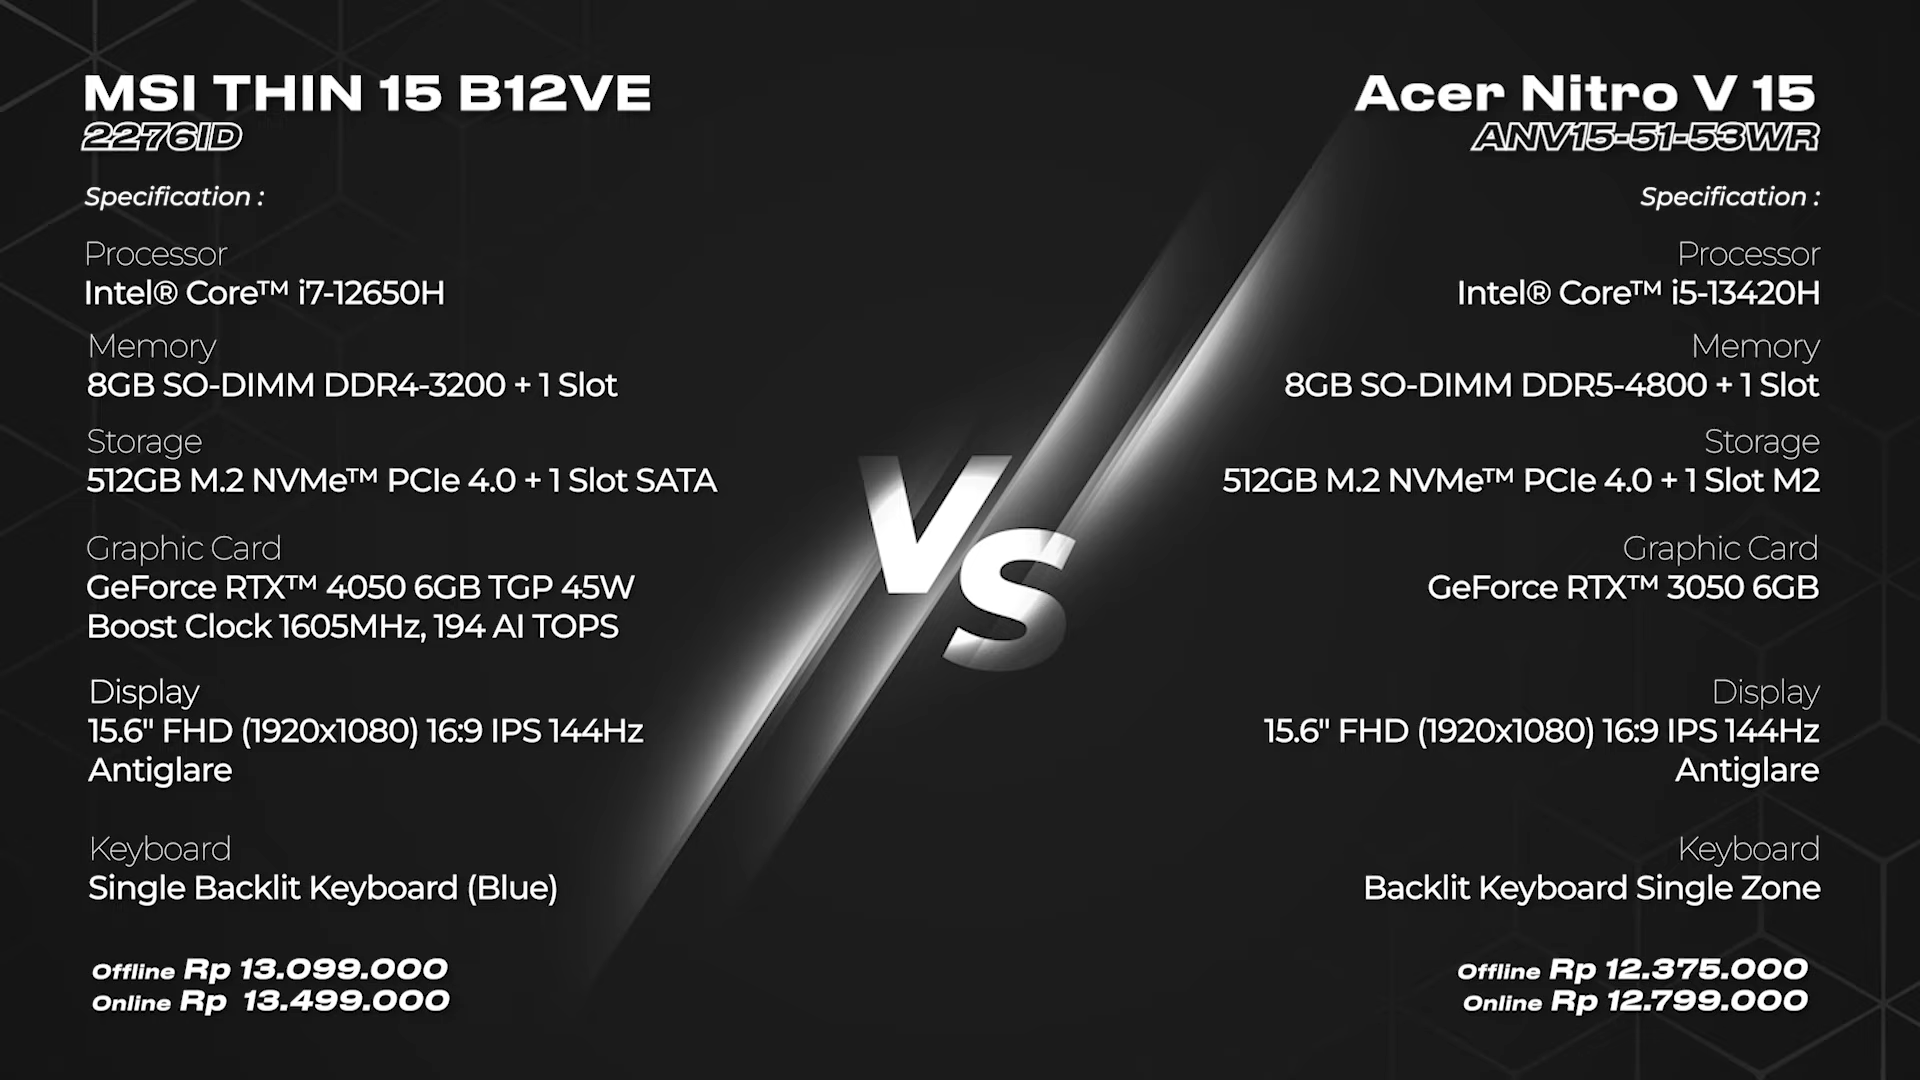 MSI THIN 15 B12VE
2276ID
Specification :
Processor
Intel® Core™ i7-12650H
Memory
8GB SO-DIMM DDR4-3200 + 1 Slot
Storage
512GB M.2 NVMe™ PCIe 4.0 + 1 Slot SATA
Graphic Card
GeForce RTX™ 4050 6GB TGP 45W
Boost Clock 1605MHz, 194 AI TOPS
Display
15.6" FHD (1920x1080) 16:9 IPS 144Hz
Antiglare
Keyboard
Single Backlit Keyboard (Blue)
Offline Rp 13.099.000
Online Rp 13.499.000
VS
Acer Nitro V 15
ANV15-51-53WR
Specification :
Processor
Intel® Core™ i5-13420H
Memory
8GB SO-DIMM DDR5-4800 + 1 Slot
Storage
512GB M.2 NVMe™ PCIe 4.0 + 1 Slot M2
Graphic Card
GeForce RTX™ 3050 6GB
Display
15.6" FHD (1920x1080) 16:9 IPS 144Hz
Antiglare
Keyboard
Backlit Keyboard Single Zone
Offline Rp 12.375.000
Online Rp 12.799.000